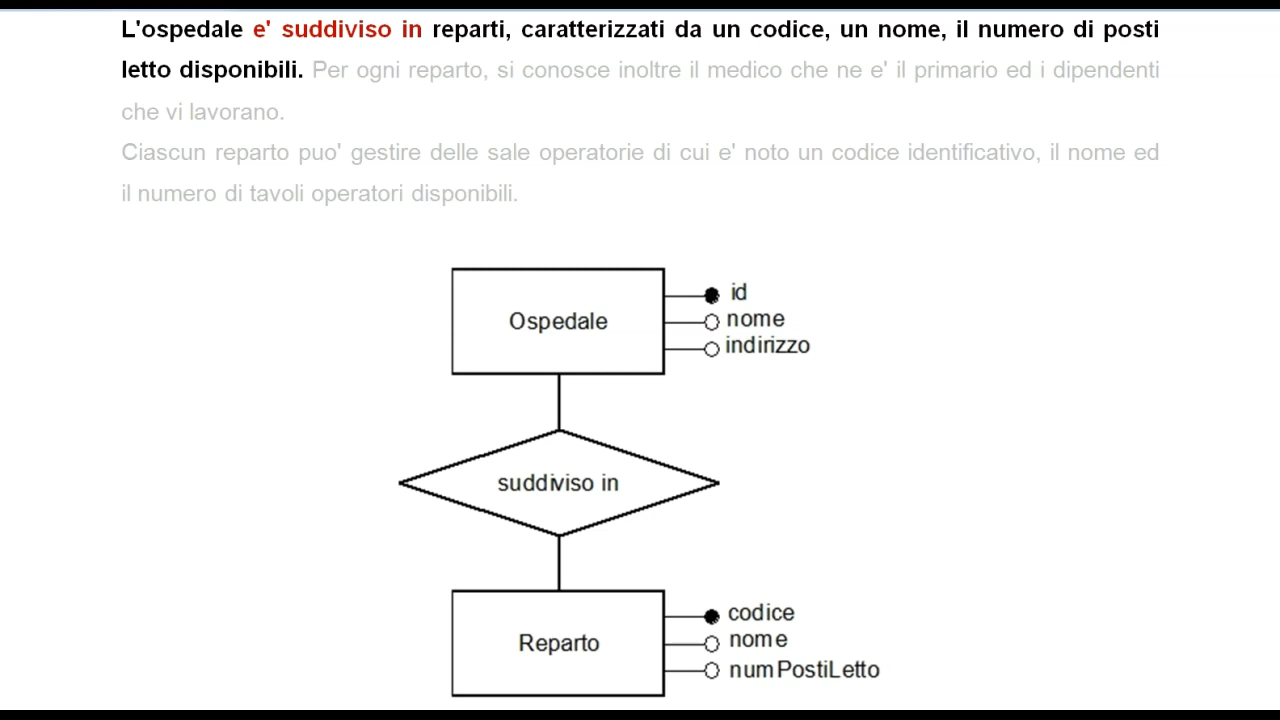 L'ospedale e' suddiviso in reparti, caratterizzati da un codice, un nome, il numero di posti
letto disponibili. Per ogni reparto, si conosce inoltre il medico che ne e' il primario ed i dipendenti
che vi lavorano.
Ciascun reparto puo' gestire delle sale operatorie di cui e' noto un codice identificativo, il nome ed
il numero di tavoli operatori disponibili.
Ospedale
id
nome
indirizzo
suddiviso in
Reparto
codice
nome
numPostiLetto